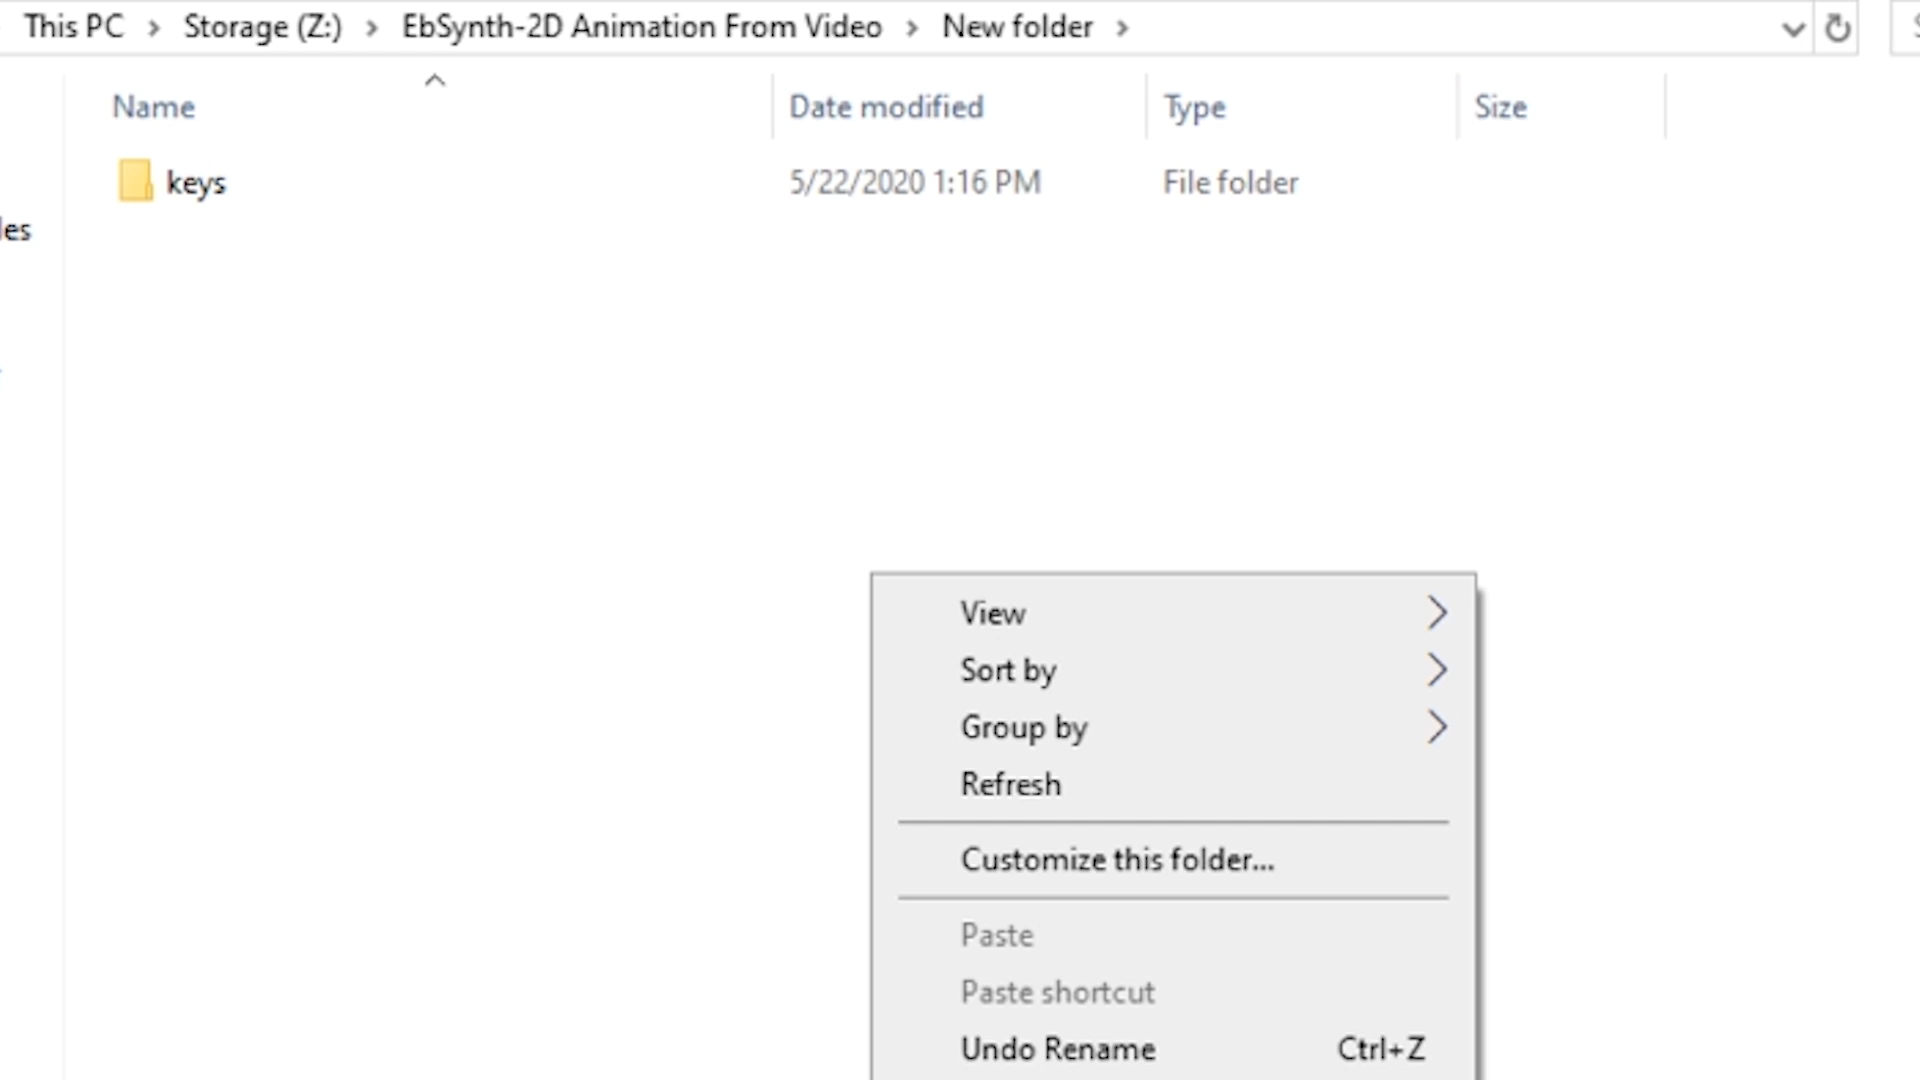 This PC > Storage (Z:) > EbSynth-2D Animation From Video > New folder >
Name Date modified Type Size
keys 5/22/2020 1:16 PM File folder
les
View
Sort by
Group by
Refresh
Customize this folder...
Paste
Paste shortcut
Undo Rename Ctrl+Z